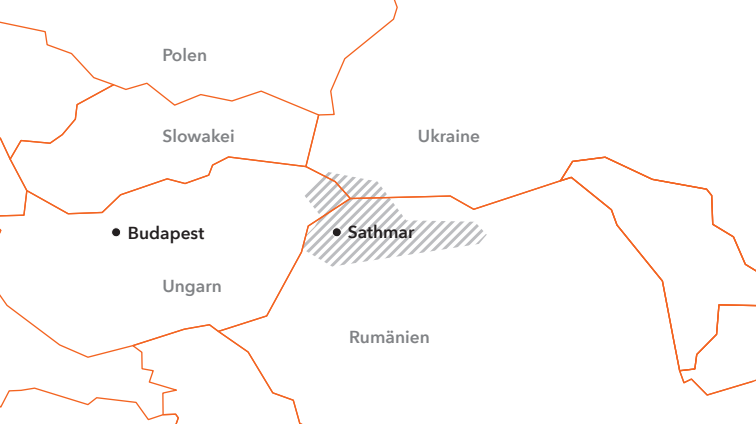 Polen
Slowakei
Ukraine
Budapest
Sathmar
Ungarn
Rumänien